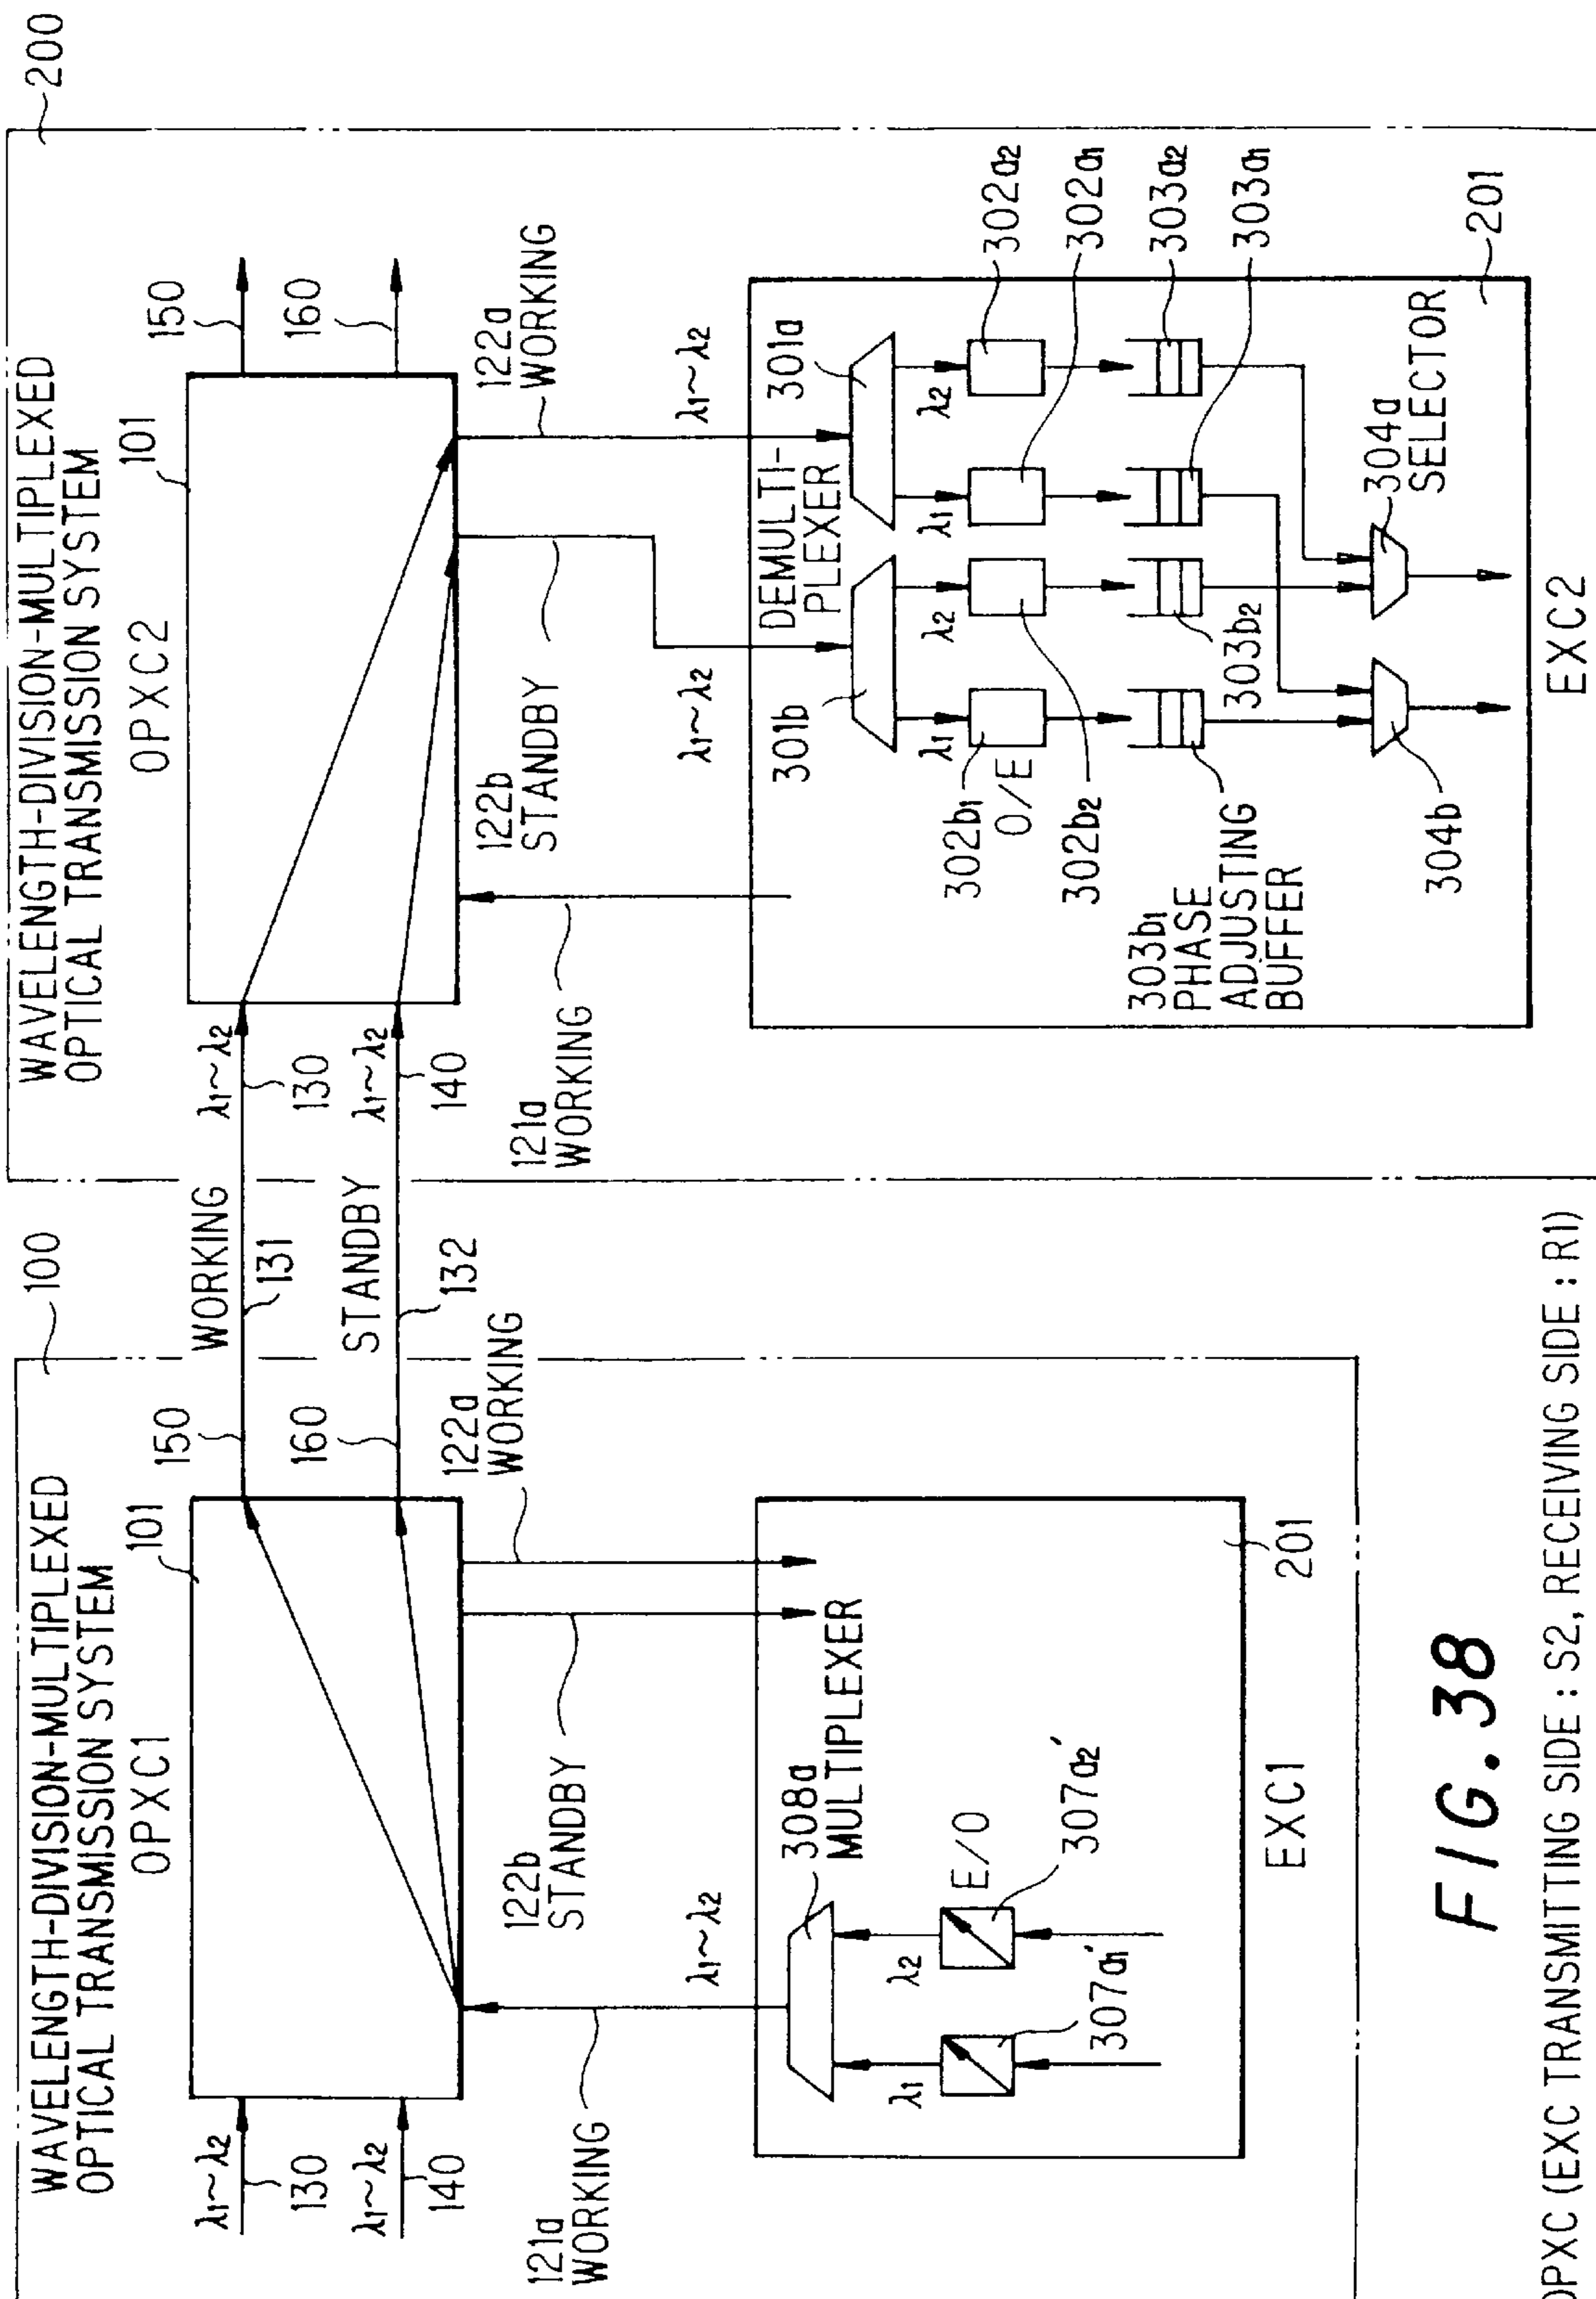 WAVELENGTH-DIVISION-MULTIPLEXED
OPTICAL TRANSMISSION SYSTEM
100
OPXC1
101
λ1~λ2
130
λ1~λ2
140
150
160
WORKING
131
STANDBY
132
121a
WORKING
122b
STANDBY
122a
WORKING
λ1~λ2
308a
MULTIPLEXER
λ1
λ2
E/O
307a1′
307a2′
201
EXC1
WAVELENGTH-DIVISION-MULTIPLEXED
OPTICAL TRANSMISSION SYSTEM
200
OPXC2
101
λ1~λ2
130
λ1~λ2
140
150
160
121a
WORKING
122b
STANDBY
122a
WORKING
λ1~λ2
λ1~λ2
301b
DEMULTI-
PLEXER
301a
λ1
λ2
λ1
λ2
302b1
O/E
302b2
302a2
302a1
303b1
PHASE
ADJUSTING
BUFFER
303b2
303a2
303a1
304b
304a
SELECTOR
201
EXC2
FIG. 38
OPXC (EXC TRANSMITTING SIDE : S2, RECEIVING SIDE : R1)